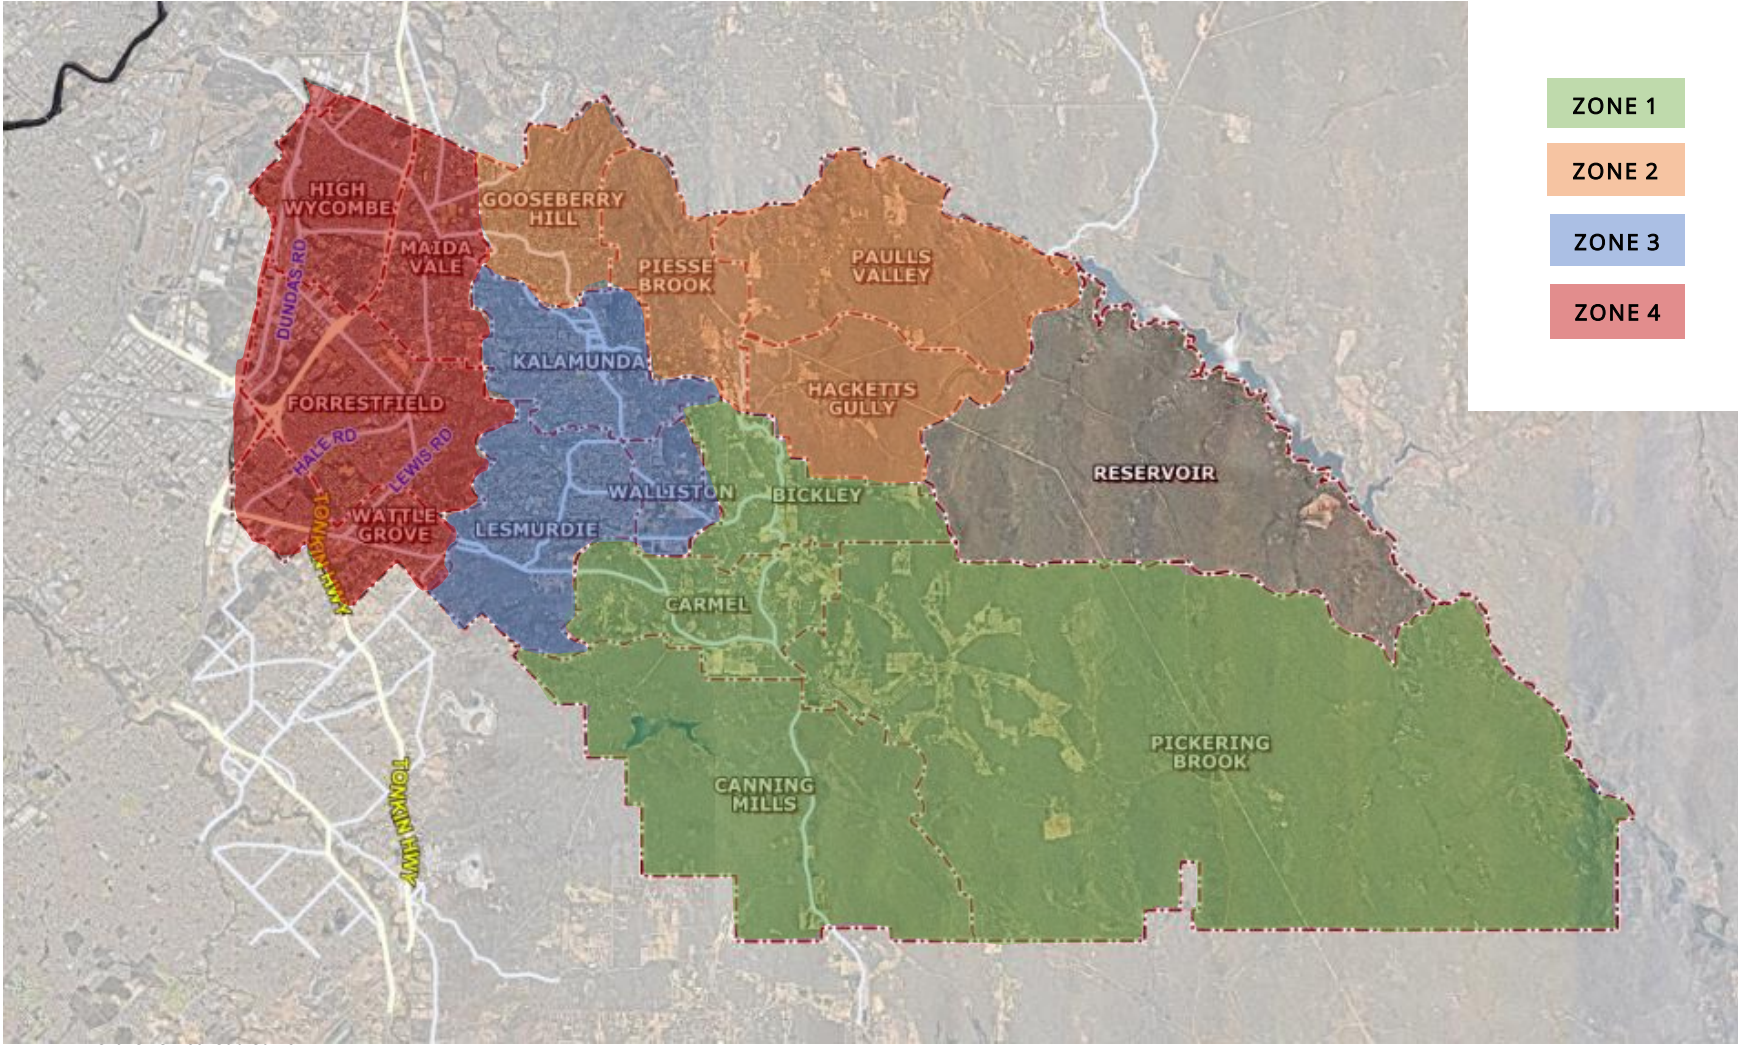 ZONE 1
ZONE 2
ZONE 3
ZONE 4
HIGH
WYCOMBE
GOOSEBERRY
HILL
MAIDA
VALE
PIESSE
BROOK
PAULLS
VALLEY
DUNDAS RD
KALAMUNDA
HACKETTS
GULLY
FORRESTFIELD
HALE RD
LEWIS RD
RESERVOIR
WALLISTON
BICKLEY
TONKIN HWY
WATTLE
GROVE
LESMURDIE
CARMEL
PICKERING
BROOK
CANNING
MILLS
TONKIN HWY